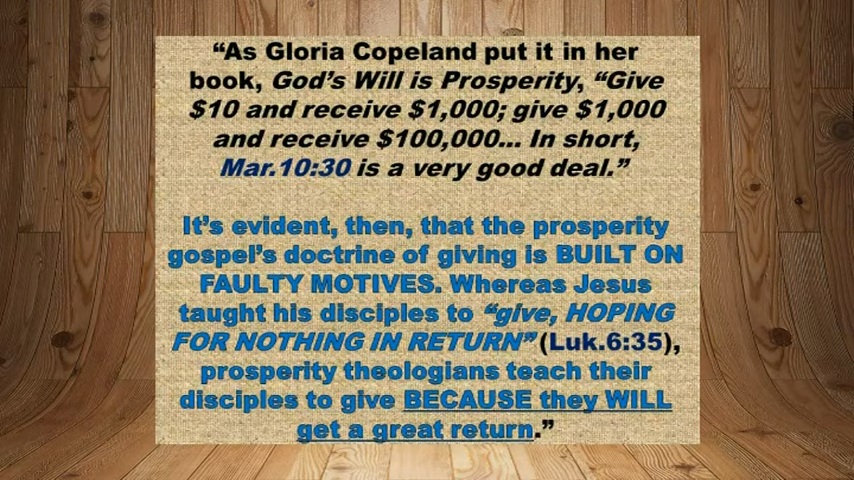 “As Gloria Copeland put it in her
book, God’s Will is Prosperity, “Give
$10 and receive $1,000; give $1,000
and receive $100,000… In short,
Mar.10:30 is a very good deal.”
It’s evident, then, that the prosperity
gospel’s doctrine of giving is BUILT ON
FAULTY MOTIVES. Whereas Jesus
taught his disciples to “give, HOPING
FOR NOTHING IN RETURN” (Luk.6:35),
prosperity theologians teach their
disciples to give BECAUSE they WILL
get a great return.”